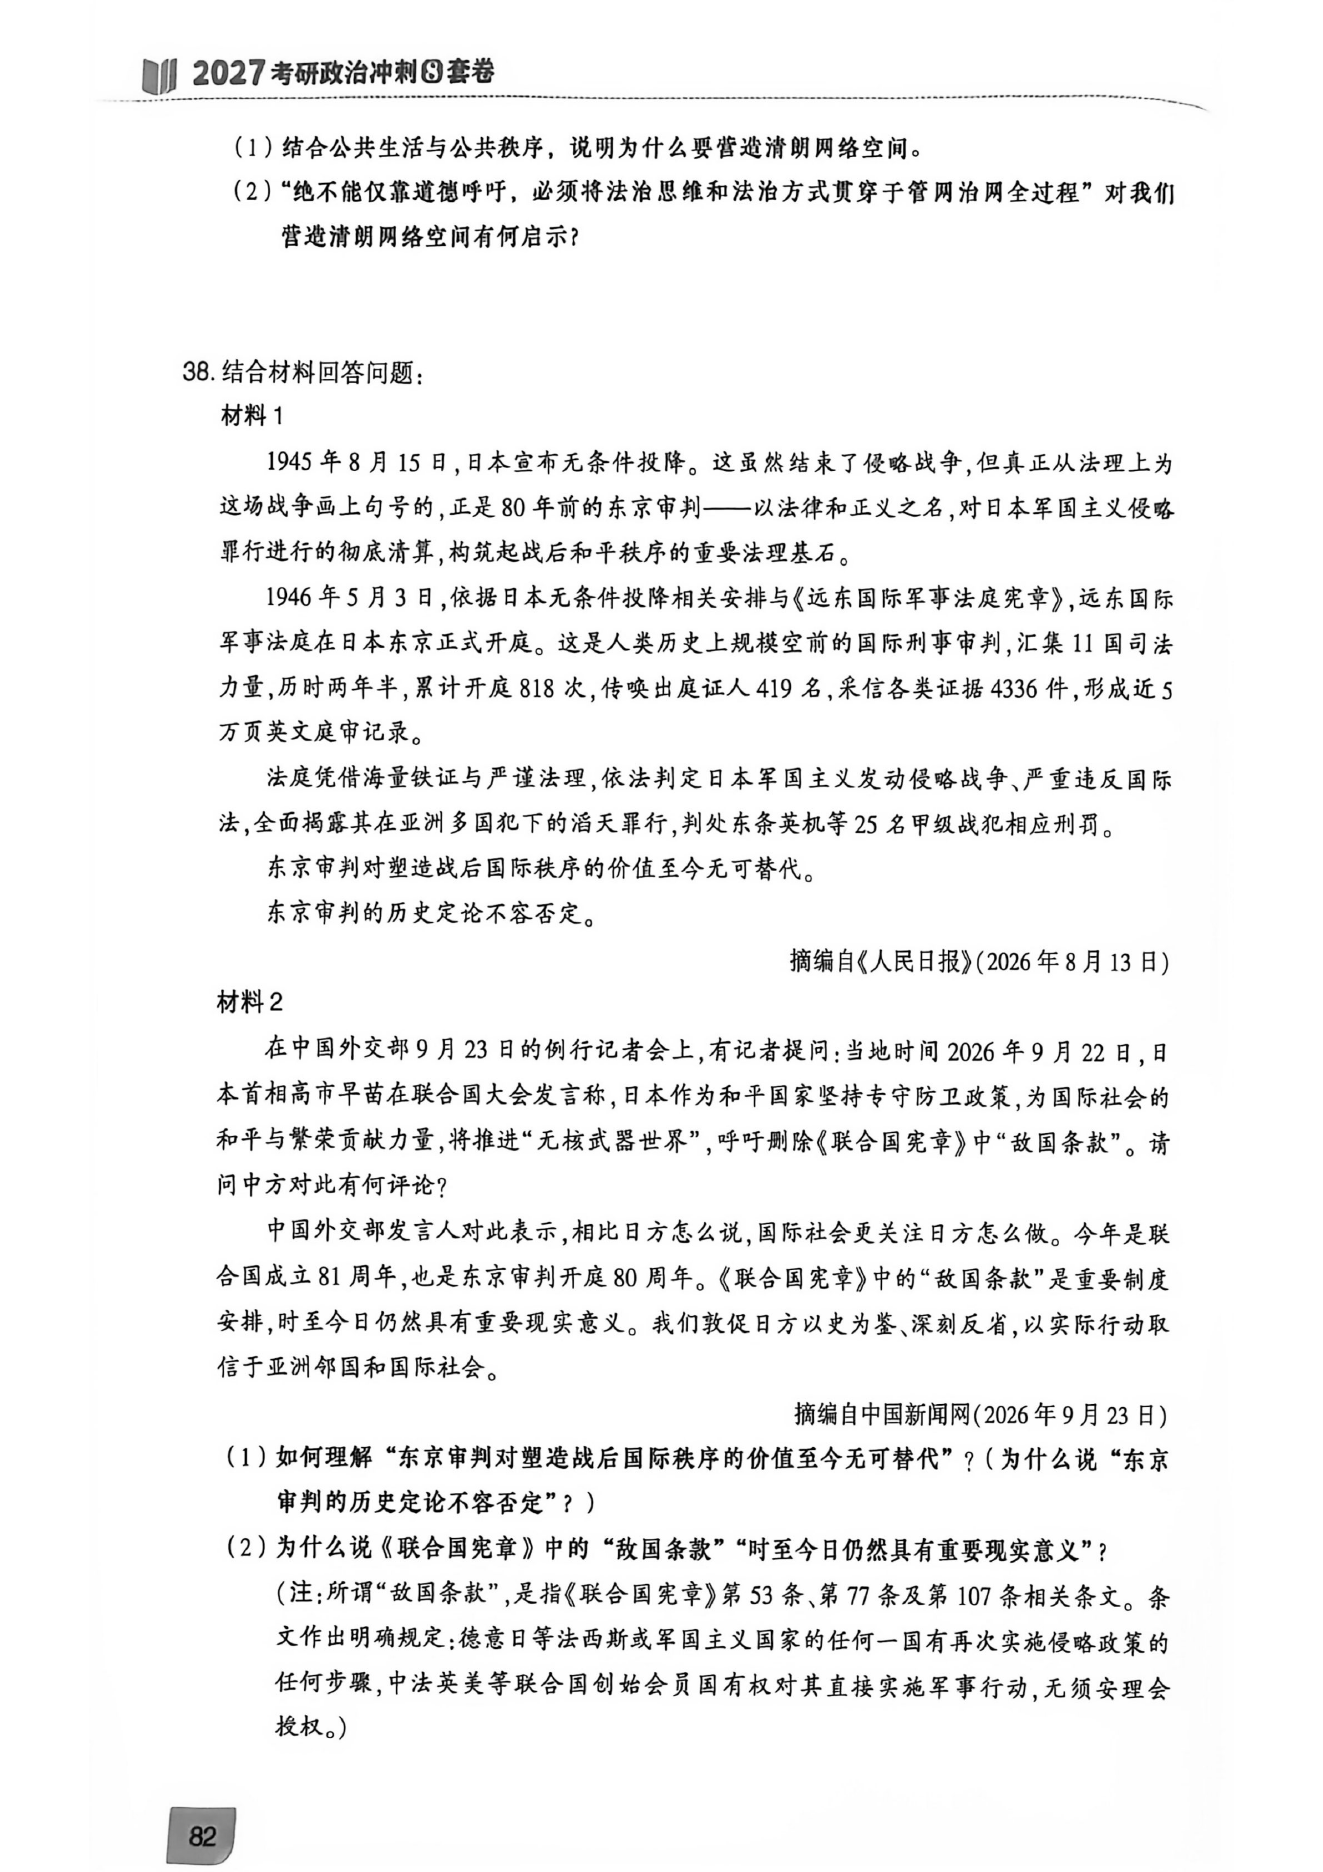 2027考研政治冲刺8套卷
(1)结合公共生活与公共秩序，说明为什么要营造清朗网络空间。
(2)“绝不能仅靠道德呼吁，必须将法治思维和法治方式贯穿于管网治网全过程”对我们
营造清朗网络空间有何启示?
38.结合材料回答问题:
材料1
1945年8月15日,日本宣布无条件投降。这虽然结束了侵略战争,但真正从法理上为
这场战争画上句号的,正是80年前的东京审判——以法律和正义之名,对日本军国主义侵略
罪行进行的彻底清算,构筑起战后和平秩序的重要法理基石。
1946年5月3日,依据日本无条件投降相关安排与《远东国际军事法庭宪章》,远东国际
军事法庭在日本东京正式开庭。这是人类历史上规模空前的国际刑事审判,汇集11国司法
力量,历时两年半,累计开庭818次,传唤出庭证人419名,采信各类证据4336件,形成近5
万页英文庭审记录。
法庭凭借海量铁证与严谨法理,依法判定日本军国主义发动侵略战争、严重违反国际
法,全面揭露其在亚洲多国犯下的滔天罪行,判处东条英机等25名甲级战犯相应刑罚。
东京审判对塑造战后国际秩序的价值至今无可替代。
东京审判的历史定论不容否定。
摘编自《人民日报》(2026年8月13日)
材料2
在中国外交部9月23日的例行记者会上,有记者提问:当地时间2026年9月22日,日
本首相高市早苗在联合国大会发言称,日本作为和平国家坚持专守防卫政策,为国际社会的
和平与繁荣贡献力量,将推进“无核武器世界”,呼吁删除《联合国宪章》中“敌国条款”。请
问中方对此有何评论?
中国外交部发言人对此表示,相比日方怎么说,国际社会更关注日方怎么做。今年是联
合国成立81周年,也是东京审判开庭80周年。《联合国宪章》中的“敌国条款”是重要制度
安排,时至今日仍然具有重要现实意义。我们敦促日方以史为鉴、深刻反省,以实际行动取
信于亚洲邻国和国际社会。
摘编自中国新闻网(2026年9月23日)
(1)如何理解“东京审判对塑造战后国际秩序的价值至今无可替代”?(为什么说“东京
审判的历史定论不容否定”?)
(2)为什么说《联合国宪章》中的“敌国条款”“时至今日仍然具有重要现实意义”?
(注:所谓“敌国条款”,是指《联合国宪章》第53条、第77条及第107条相关条文。条
文作出明确规定:德意日等法西斯或军国主义国家的任何一国有再次实施侵略政策的
任何步骤,中法英美等联合国创始会员国有权对其直接实施军事行动,无须安理会
授权。)
82